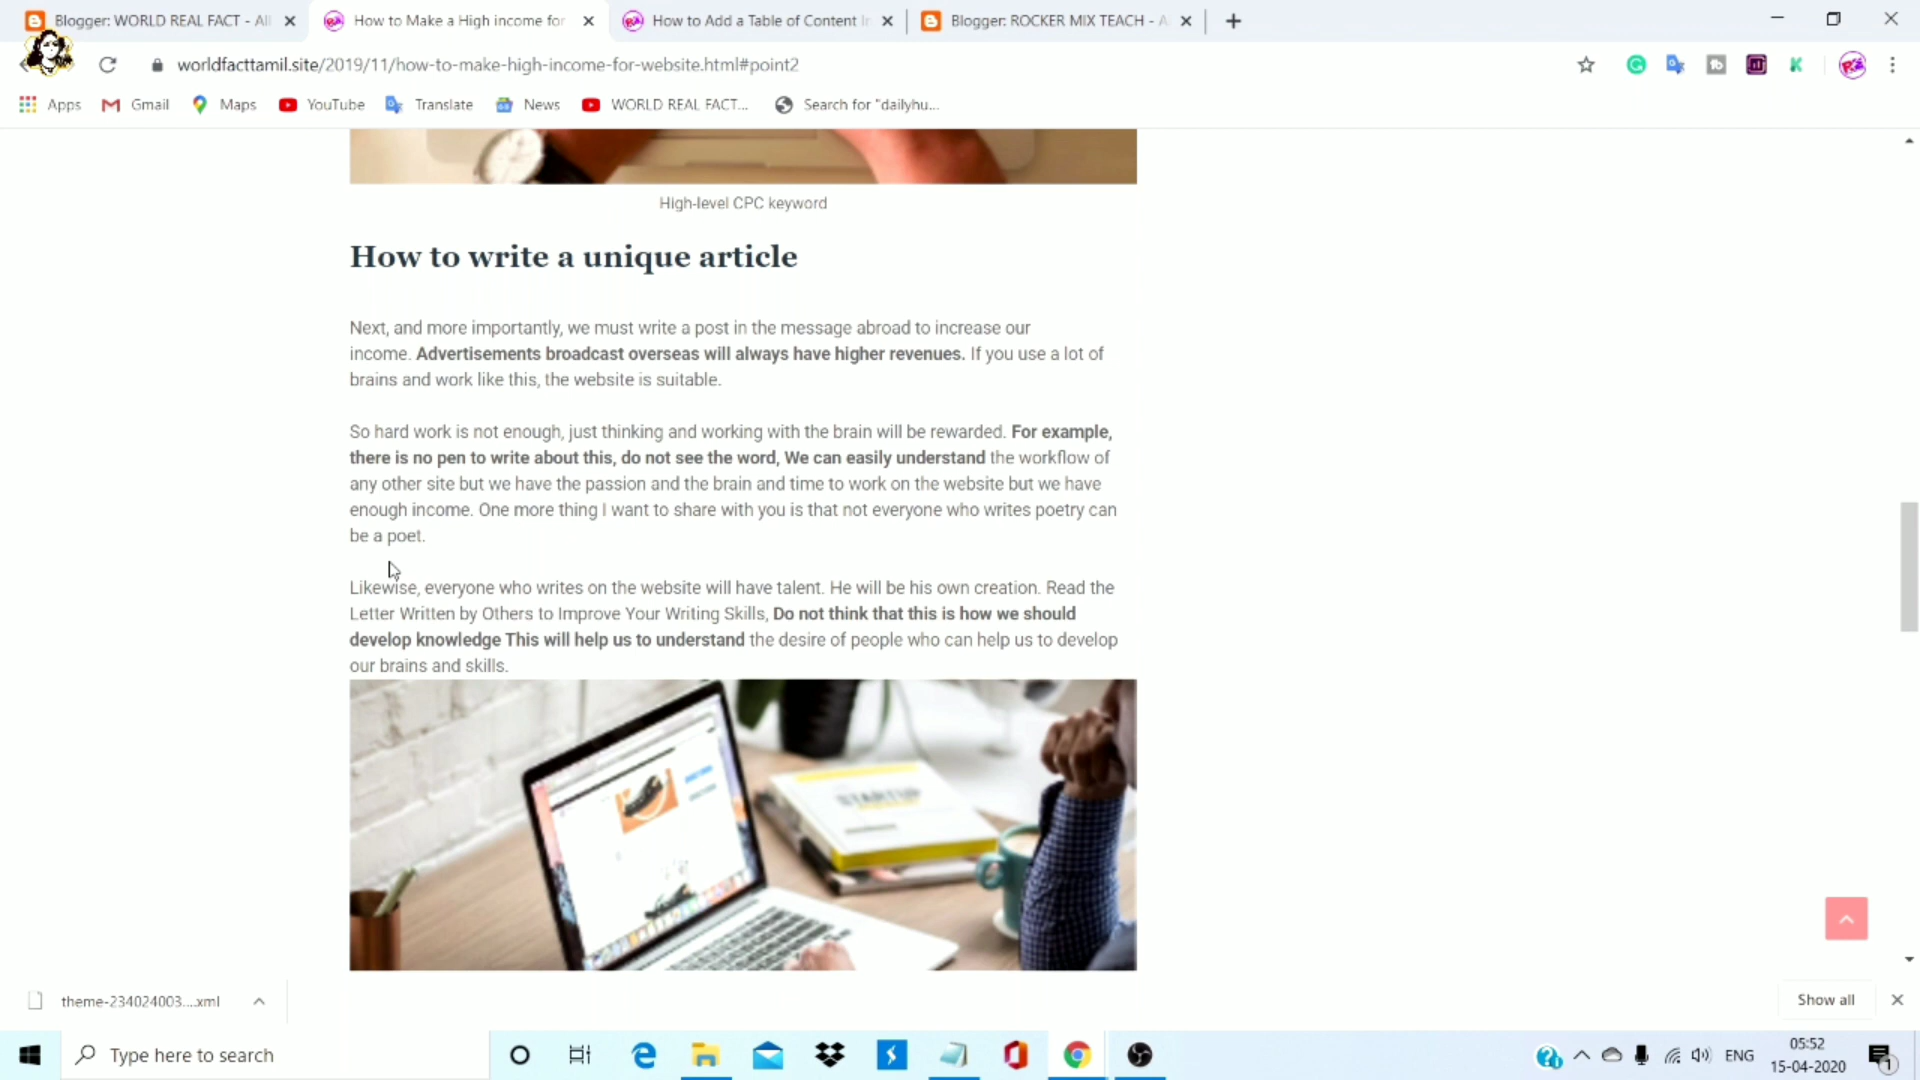 Blogger: WORLD REAL FACT - All
How to Make a High income for
How to Add a Table of Content In
Blogger: ROCKER MIX TEACH - A
worldfacttamil.site/2019/11/how-to-make-high-income-for-website.html#point2
Apps
Gmail
Maps
YouTube
Translate
News
WORLD REAL FACT...
Search for "dailyhu...
High-level CPC keyword
How to write a unique article
Next, and more importantly, we must write a post in the message abroad to increase our
income. Advertisements broadcast overseas will always have higher revenues. If you use a lot of
brains and work like this, the website is suitable.
So hard work is not enough, just thinking and working with the brain will be rewarded. For example,
there is no pen to write about this, do not see the word, We can easily understand the workflow of
any other site but we have the passion and the brain and time to work on the website but we have
enough income. One more thing I want to share with you is that not everyone who writes poetry can
be a poet.
Likewise, everyone who writes on the website will have talent. He will be his own creation. Read the
Letter Written by Others to Improve Your Writing Skills, Do not think that this is how we should
develop knowledge This will help us to understand the desire of people who can help us to develop
our brains and skills.
STARTUP
theme-234024003....xml
Show all
Type here to search
ENG
05:52
15-04-2020
1